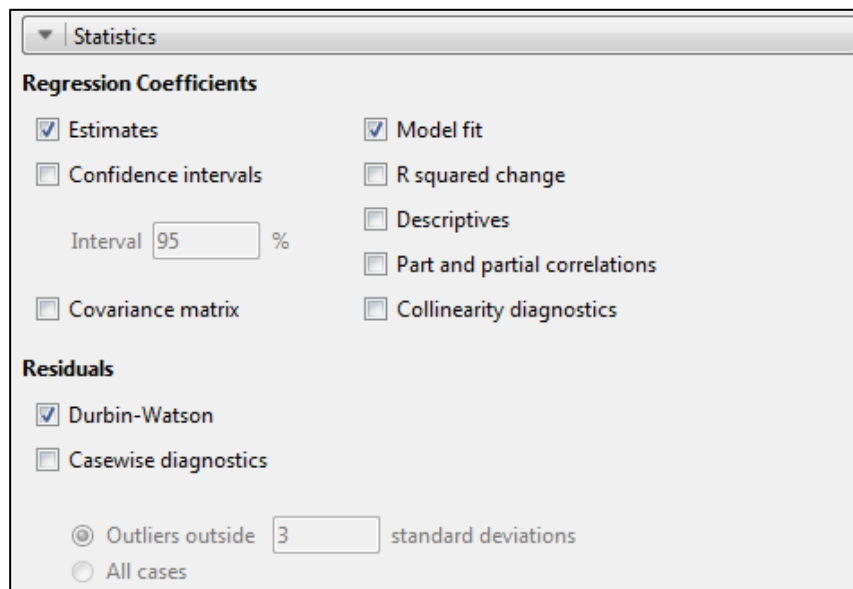 Statistics
Regression Coefficients
Estimates
Model fit
Confidence intervals
R squared change
Descriptives
Interval 95 %
Part and partial correlations
Covariance matrix
Collinearity diagnostics
Residuals
Durbin-Watson
Casewise diagnostics
Outliers outside 3 standard deviations
All cases